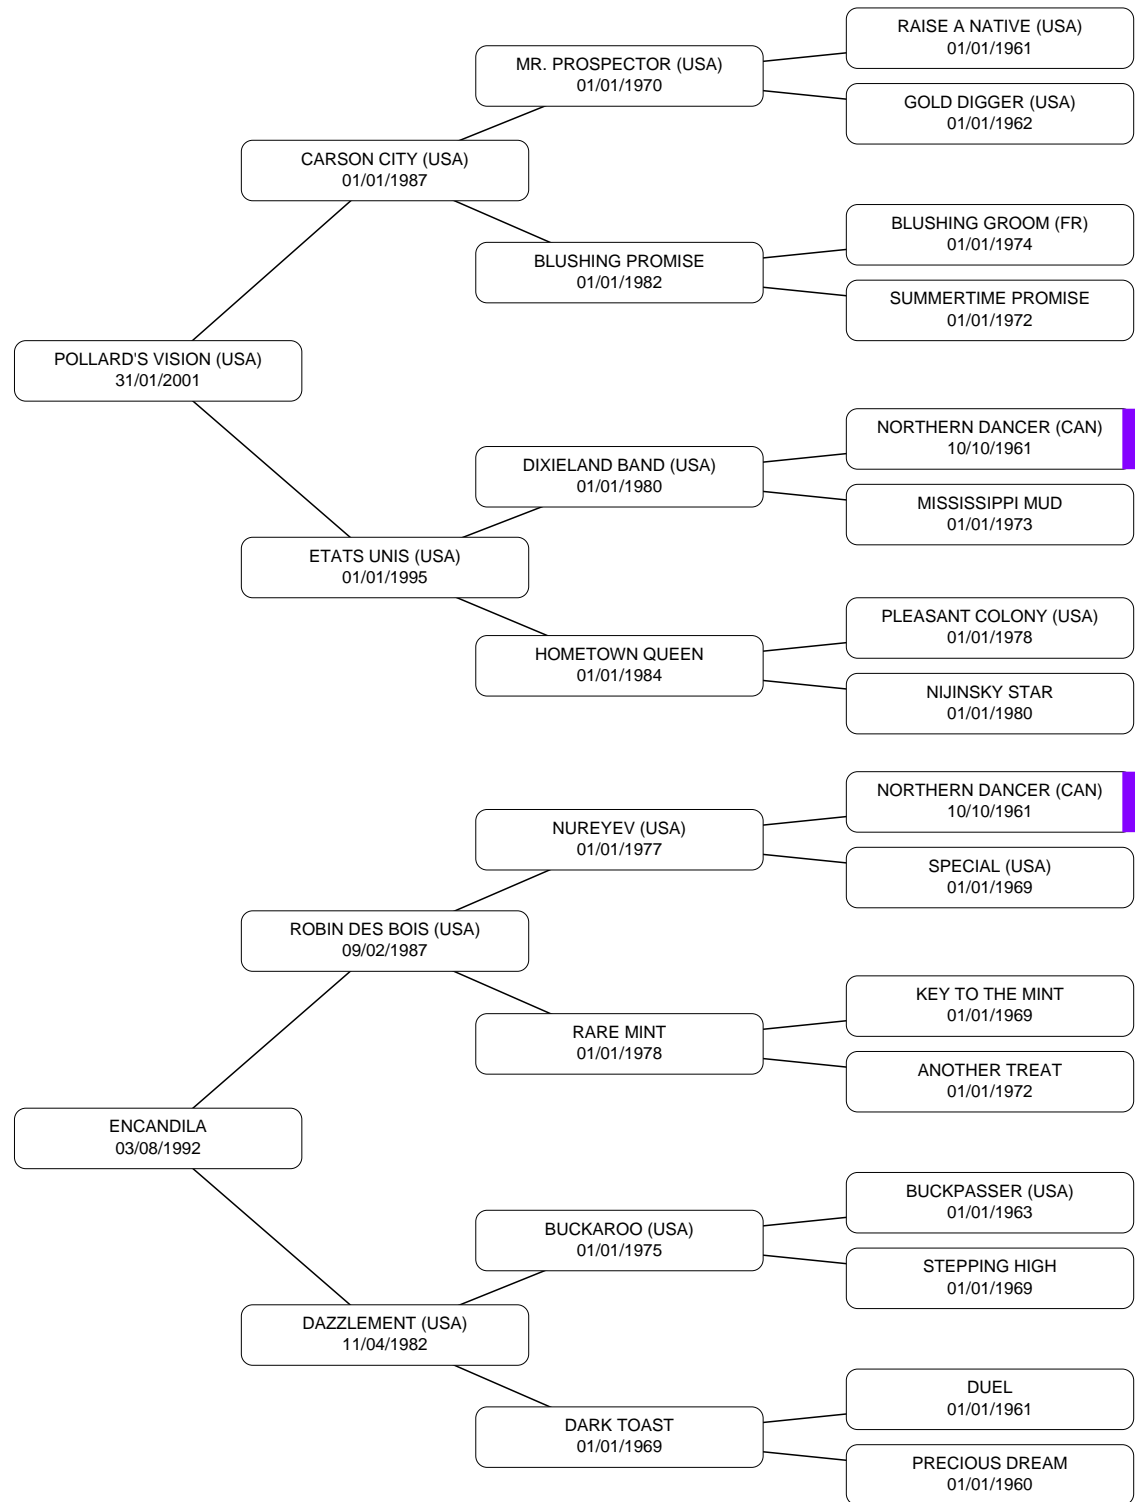 RAISE A NATIVE (USA)
01/01/1961
MR. PROSPECTOR (USA)
01/01/1970
GOLD DIGGER (USA)
01/01/1962
CARSON CITY (USA)
01/01/1987
BLUSHING GROOM (FR)
01/01/1974
BLUSHING PROMISE
01/01/1982
SUMMERTIME PROMISE
01/01/1972
POLLARD'S VISION (USA)
31/01/2001
NORTHERN DANCER (CAN)
10/10/1961
DIXIELAND BAND (USA)
01/01/1980
MISSISSIPPI MUD
01/01/1973
ETATS UNIS (USA)
01/01/1995
PLEASANT COLONY (USA)
01/01/1978
HOMETOWN QUEEN
01/01/1984
NIJINSKY STAR
01/01/1980
NORTHERN DANCER (CAN)
10/10/1961
NUREYEV (USA)
01/01/1977
SPECIAL (USA)
01/01/1969
ROBIN DES BOIS (USA)
09/02/1987
KEY TO THE MINT
01/01/1969
RARE MINT
01/01/1978
ANOTHER TREAT
01/01/1972
ENCANDILA
03/08/1992
BUCKPASSER (USA)
01/01/1963
BUCKAROO (USA)
01/01/1975
STEPPING HIGH
01/01/1969
DAZZLEMENT (USA)
11/04/1982
DUEL
01/01/1961
DARK TOAST
01/01/1969
PRECIOUS DREAM
01/01/1960